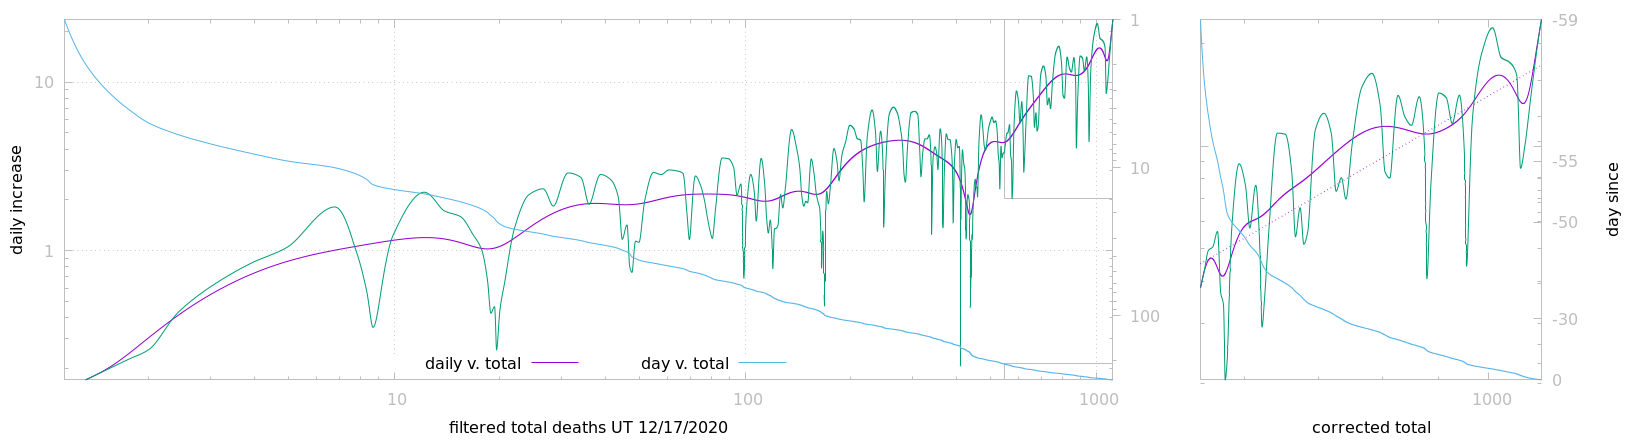 1
-59
10
daily increase
10
-55
day since
-50
1
100
-30
daily v. total
day v. total
0
10
100
1000
1000
filtered total deaths UT 12/17/2020
corrected total